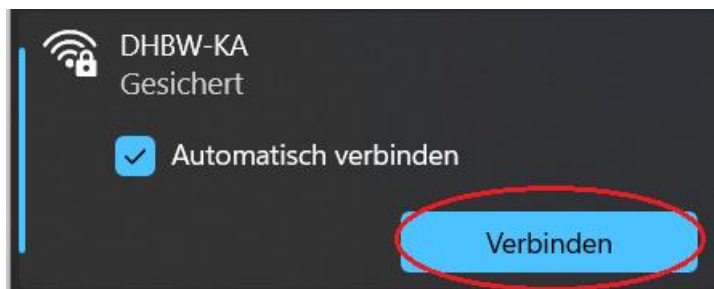 DHBW-KA
Gesichert
Automatisch verbinden
Verbinden